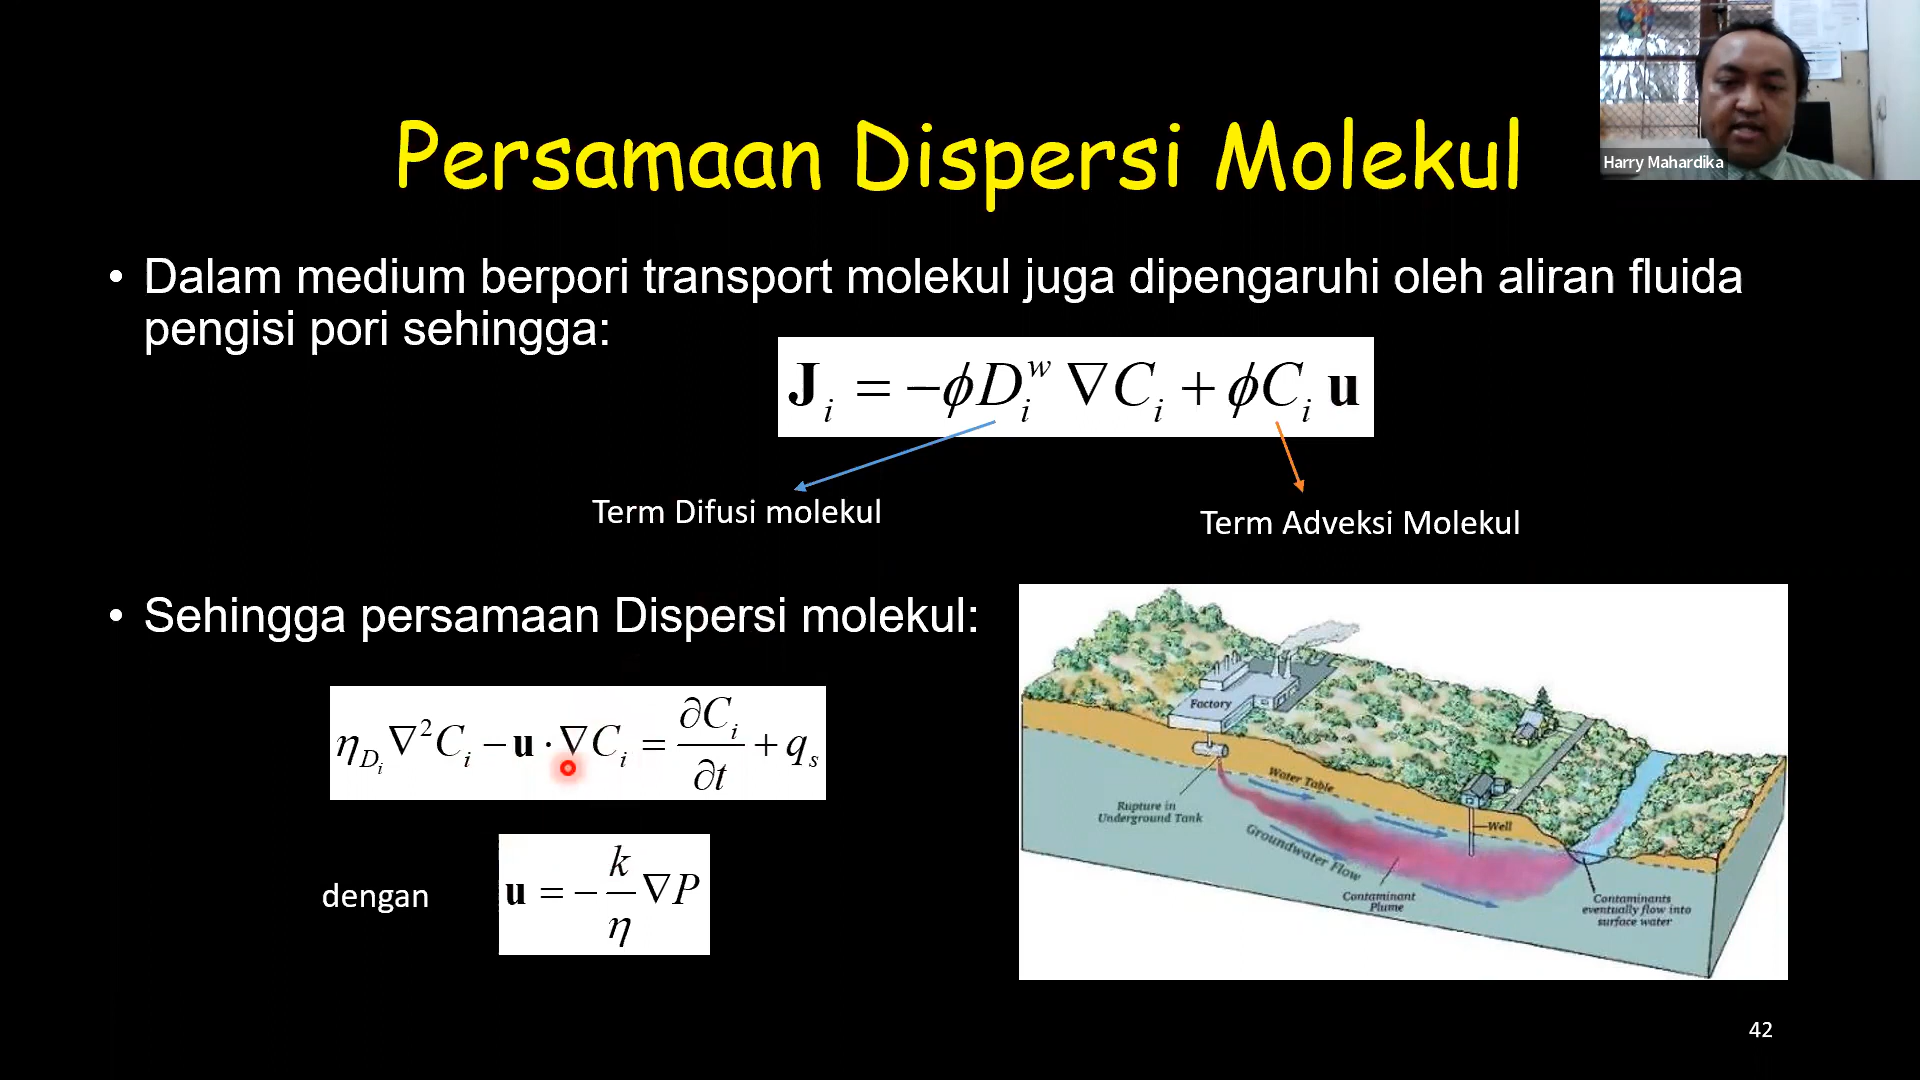 Harry Mahardika
Persamaan Dispersi Molekul
• Dalam medium berpori transport molekul juga dipengaruhi oleh aliran fluida
pengisi pori sehingga:
J_i = −ϕD_i^w ∇C_i + ϕC_i u
Term Difusi molekul
Term Adveksi Molekul
• Sehingga persamaan Dispersi molekul:
η_{D_i} ∇²C_i − u · ∇C_i = ∂C_i/∂t + q_s
dengan
u = − k/η ∇P
Factory
Water Table
Rupture in
Underground Tank
Well
Groundwater Flow
Contaminant
Plume
Contaminants
eventually flow into
surface water
42